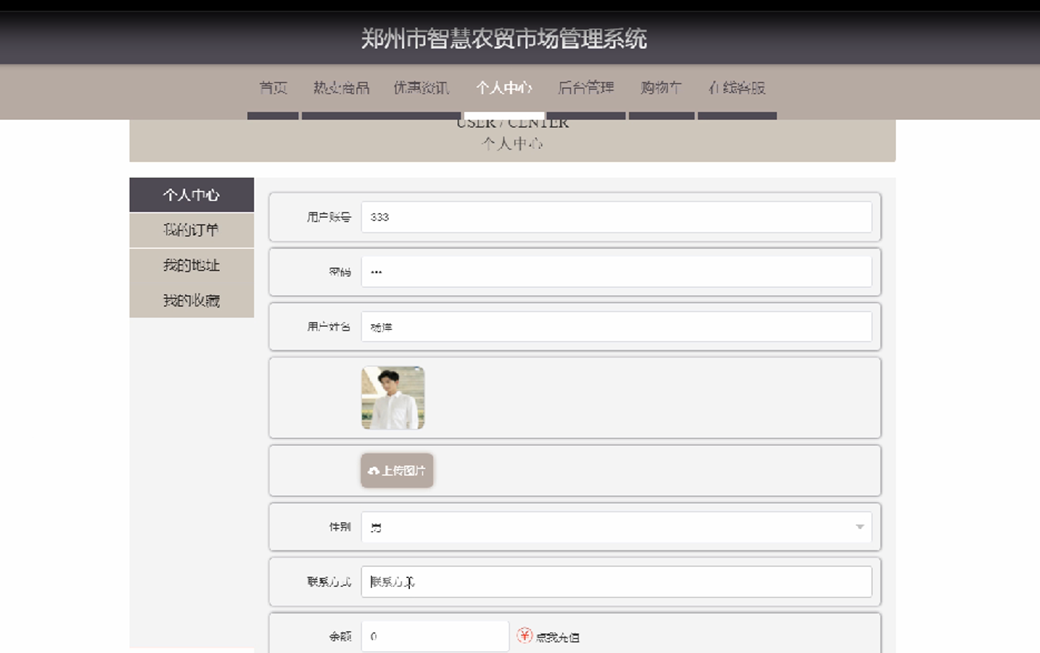 郑州市智慧农贸市场管理系统
首页 热卖商品 优惠资讯 个人中心 后台管理 购物车 在线客服
USER / CENTER
个人中心
个人中心
我的订单
我的地址
我的收藏
用户账号 333
密码 •••
用户姓名 杨洋
上传图片
性别 男
联系方式 联系方式
余额 0 点我充值